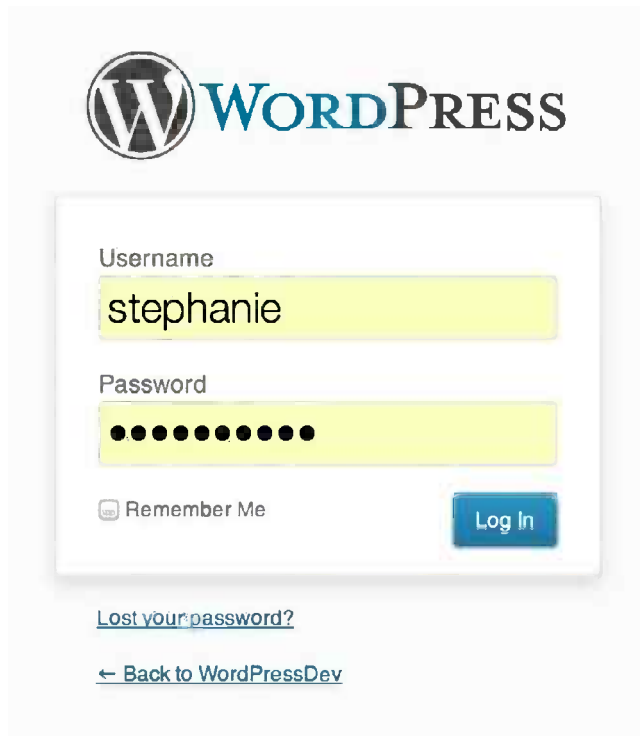 WORDPRESS
Username
stephanie
Password
●●●●●●●●●●
Remember Me
Log In
Lost your password?
← Back to WordPressDev